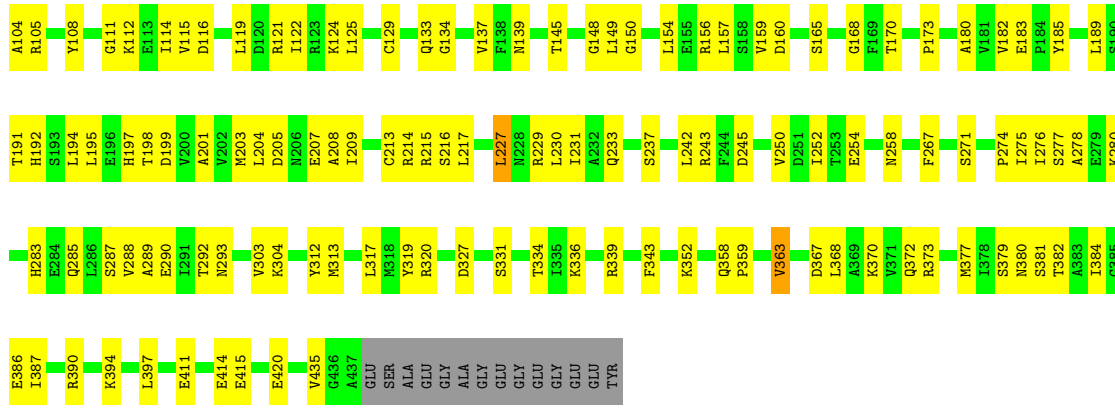 A104 R105 Y108 G111 K112 E113 I114 V115 D116 L119 D120 R121 I122 R123 K124 L125 C129 Q133 G134 V137 F138 N139 T145 G148 L149 G150 L154 E155 R156 L157 S158 V159 D160 S165 G168 F169 T170 P173 A180 V181 V182 E183 P184 Y185 L189 S190
T191 H192 S193 L194 L195 E196 H197 T198 D199 V200 A201 V202 M203 L204 D205 N206 E207 A208 I209 C213 R214 R215 S216 L217 L227 N228 R229 L230 I231 A232 Q233 S237 L242 R243 F244 D245 V250 D251 I252 T253 E254 N258 F267 S271 P274 I275 I276 S277 A278 E279 K280
H283 E284 Q285 L286 S287 V288 A289 E290 I291 T292 N293 V303 K304 Y312 M313 L317 M318 Y319 R320 D327 S331 T334 I335 K336 R339 F343 K352 Q358 P359 V363 D367 L368 A369 K370 V371 Q372 R373 M377 I378 S379 N380 S381 T382 A383 I384 G385
E386 I387 R390 K394 L397 E411 E414 E415 E420 V435 G436 A437 GLU SER ALA GLU GLY ALA GLY GLU GLY GLU GLU TYR